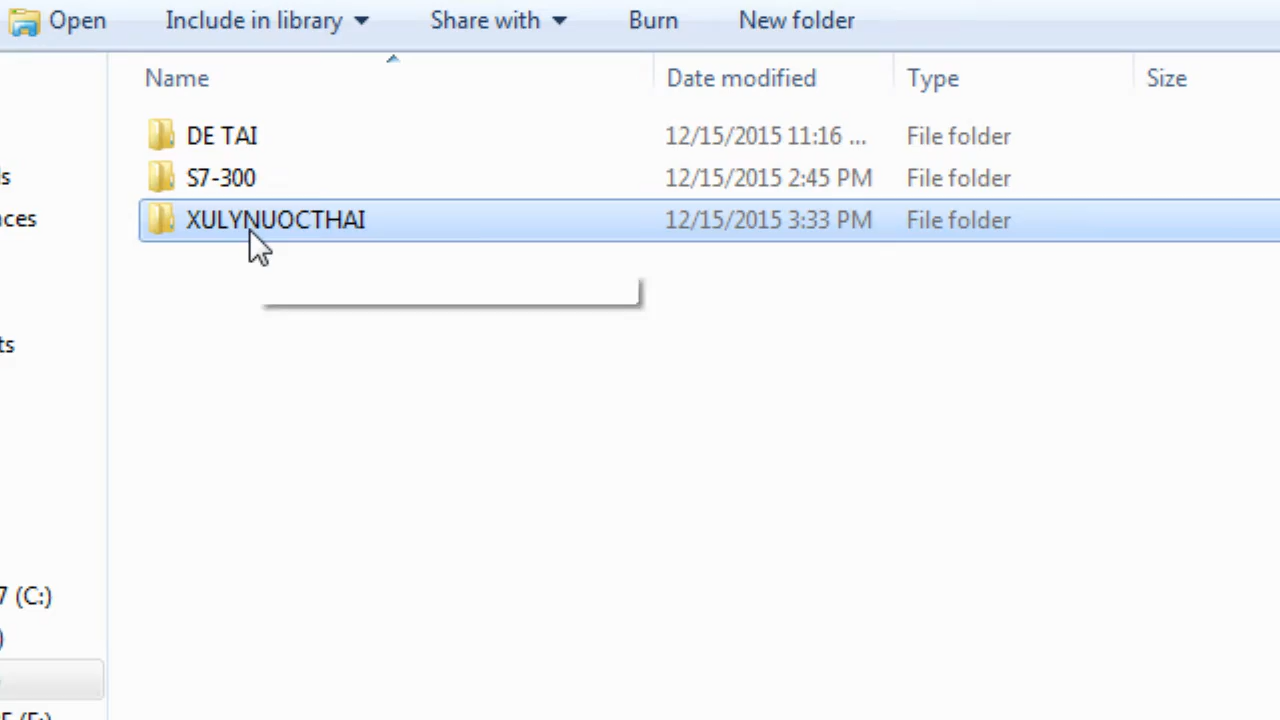 Open Include in library Share with Burn New folder
Name Date modified Type Size
DE TAI 12/15/2015 11:16 ... File folder
S7-300 12/15/2015 2:45 PM File folder
XULYNUOCTHAI 12/15/2015 3:33 PM File folder
s
nces
ts
7 (C:)
)